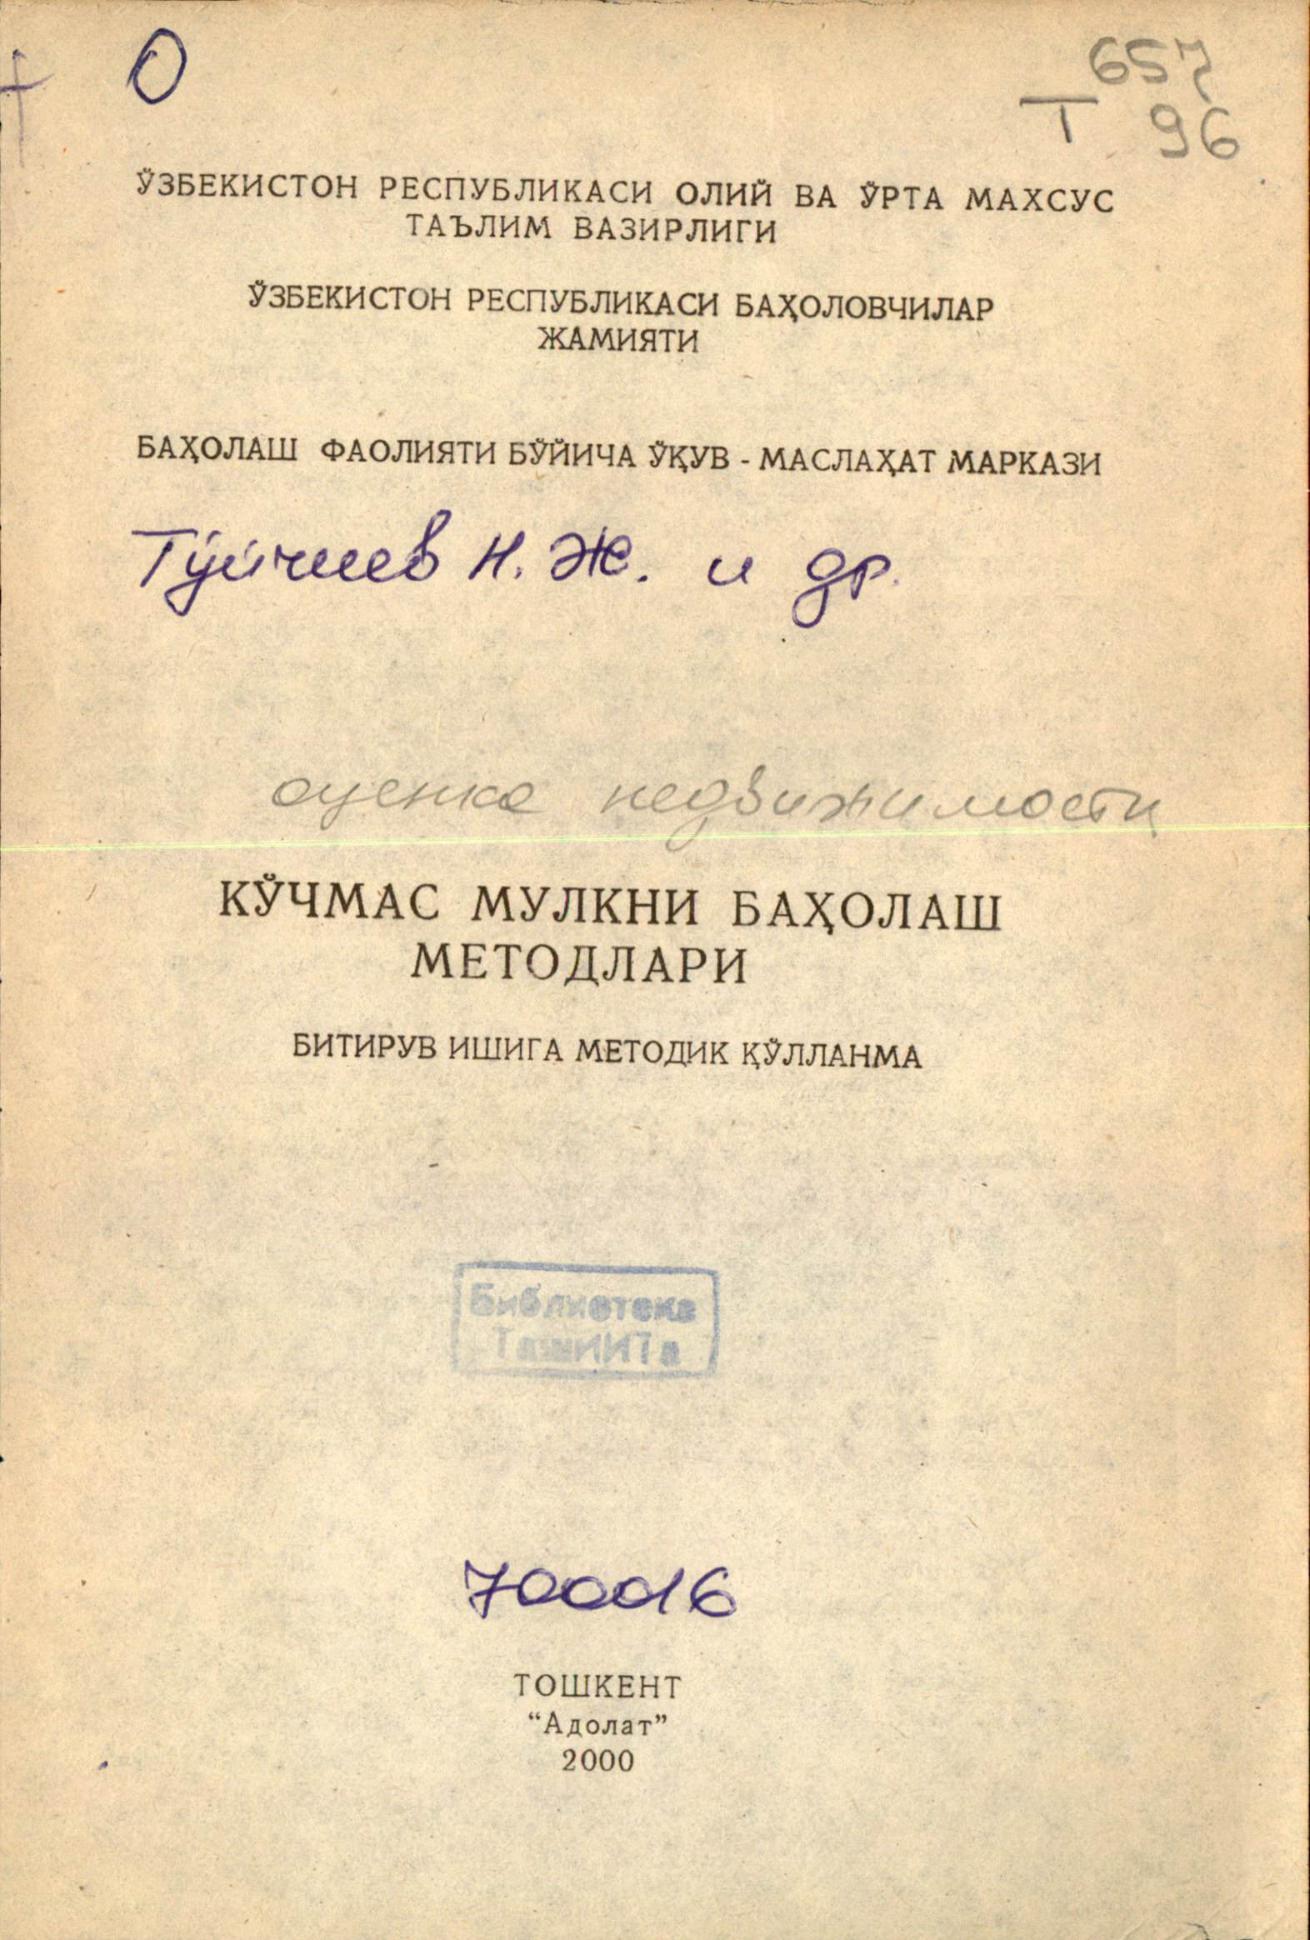 О
657
Т 96
ЎЗБЕКИСТОН РЕСПУБЛИКАСИ ОЛИЙ ВА ЎРТА МАХСУС
ТАЪЛИМ ВАЗИРЛИГИ
ЎЗБЕКИСТОН РЕСПУБЛИКАСИ БАҲОЛОВЧИЛАР
ЖАМИЯТИ
БАҲОЛАШ ФАОЛИЯТИ БЎЙИЧА ЎҚУВ - МАСЛАҲАТ МАРКАЗИ
Тўйчиев Н. Ж. и др.
оценка недвижимости
КЎЧМАС МУЛКНИ БАҲОЛАШ
МЕТОДЛАРИ
БИТИРУВ ИШИГА МЕТОДИК ҚЎЛЛАНМА
Библиотека
ТашИИТа
700016
ТОШКЕНТ
“Адолат”
2000